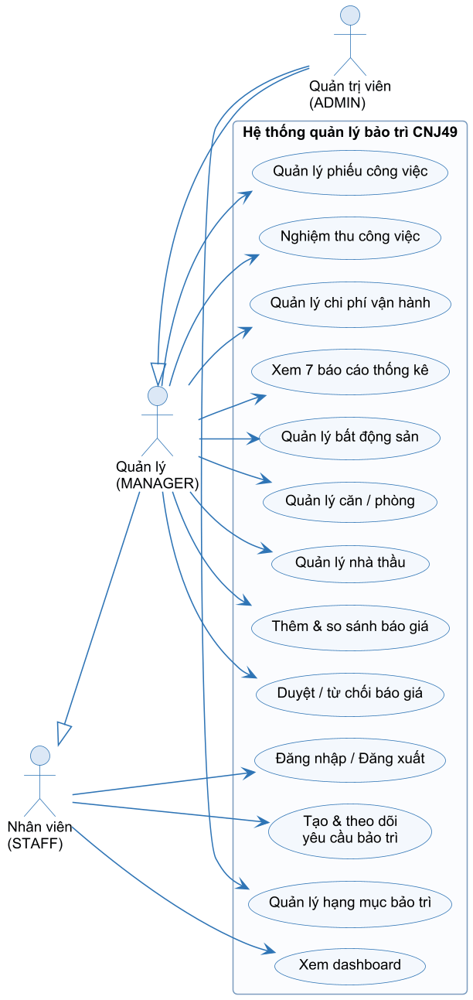 Quản trị viên
(ADMIN)
Hệ thống quản lý bảo trì CNJ49
Quản lý phiếu công việc
Nghiệm thu công việc
Quản lý chi phí vận hành
Xem 7 báo cáo thống kê
Quản lý bất động sản
Quản lý
(MANAGER)
Quản lý căn / phòng
Quản lý nhà thầu
Thêm & so sánh báo giá
Duyệt / từ chối báo giá
Đăng nhập / Đăng xuất
Nhân viên
(STAFF)
Tạo & theo dõi
yêu cầu bảo trì
Quản lý hạng mục bảo trì
Xem dashboard